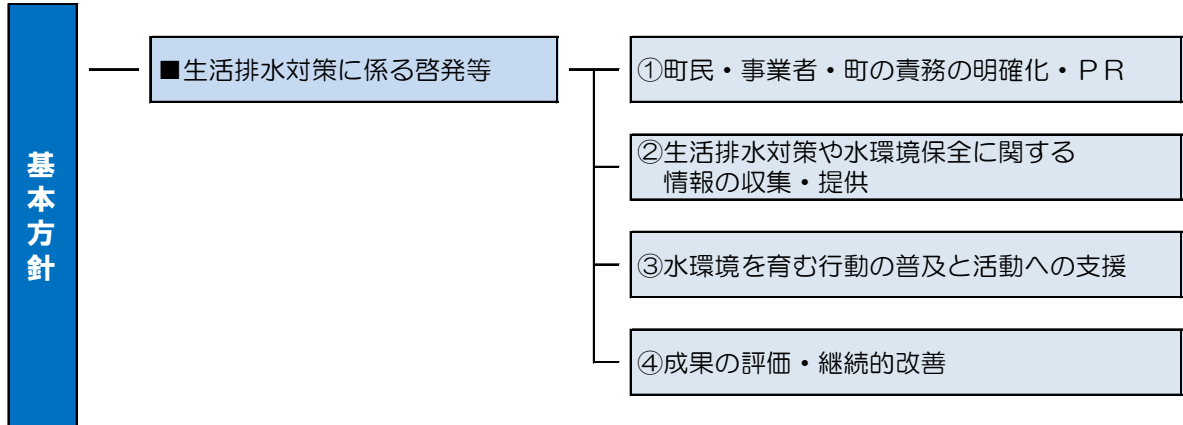 基本方針
■生活排水対策に係る啓発等
①町民・事業者・町の責務の明確化・ＰＲ
②生活排水対策や水環境保全に関する
情報の収集・提供
③水環境を育む行動の普及と活動への支援
④成果の評価・継続的改善